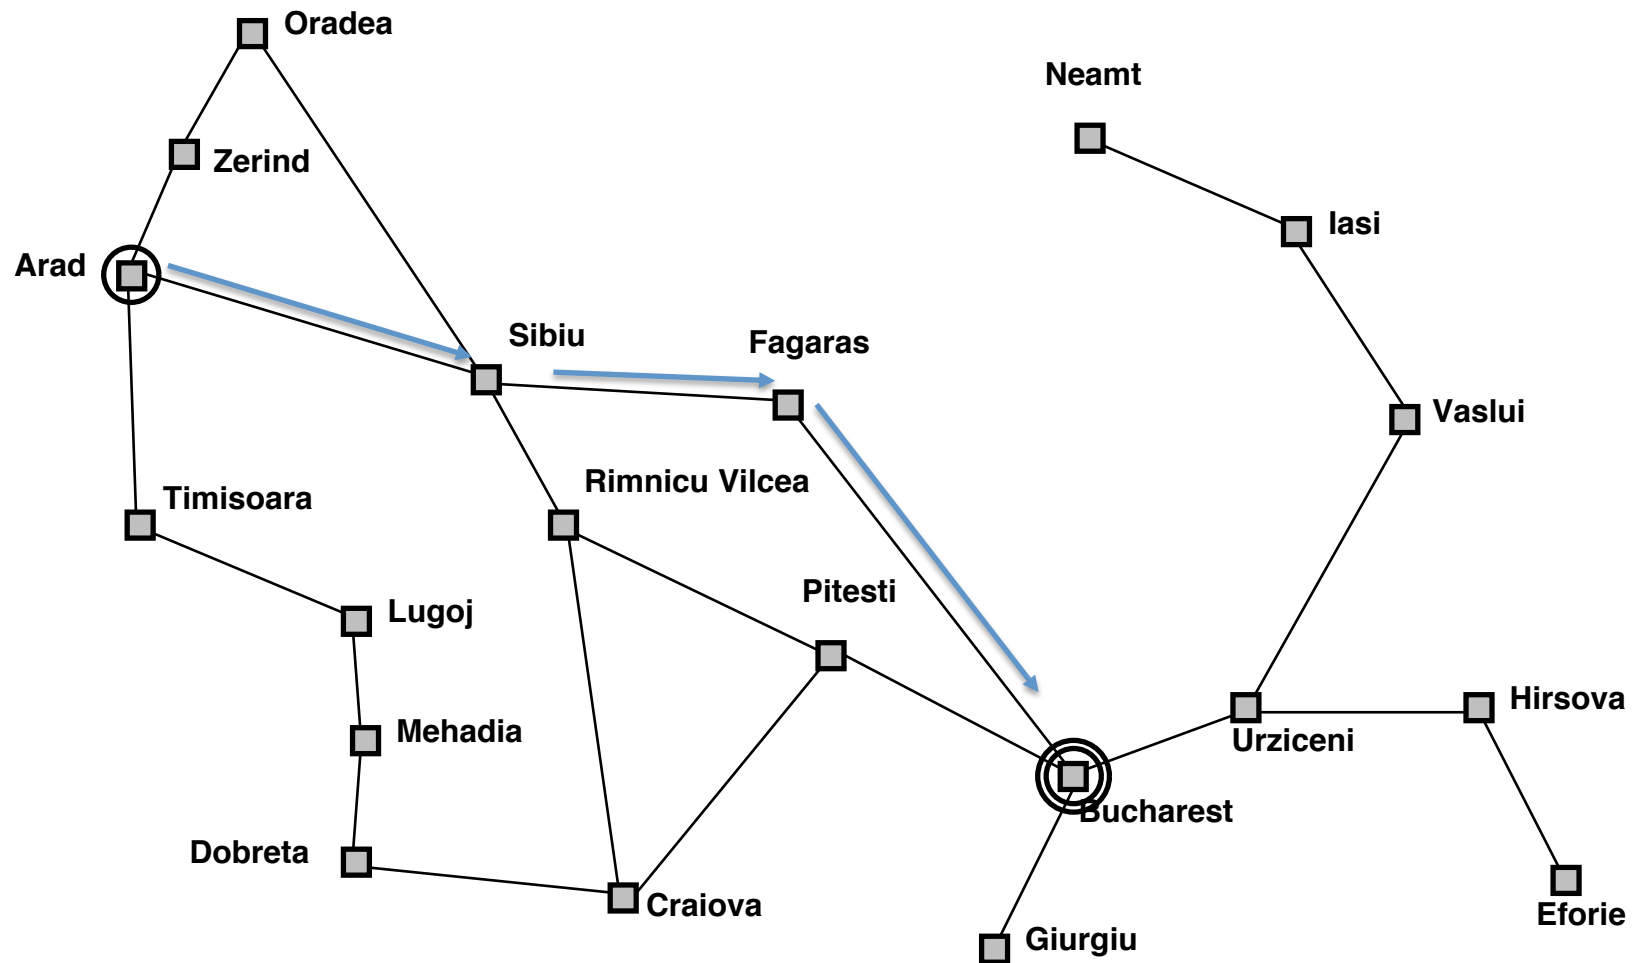 Oradea
Neamt
Zerind
Iasi
Arad
Sibiu
Fagaras
Vaslui
Rimnicu Vilcea
Timisoara
Pitesti
Lugoj
Hirsova
Mehadia
Urziceni
Bucharest
Dobreta
Craiova
Eforie
Giurgiu